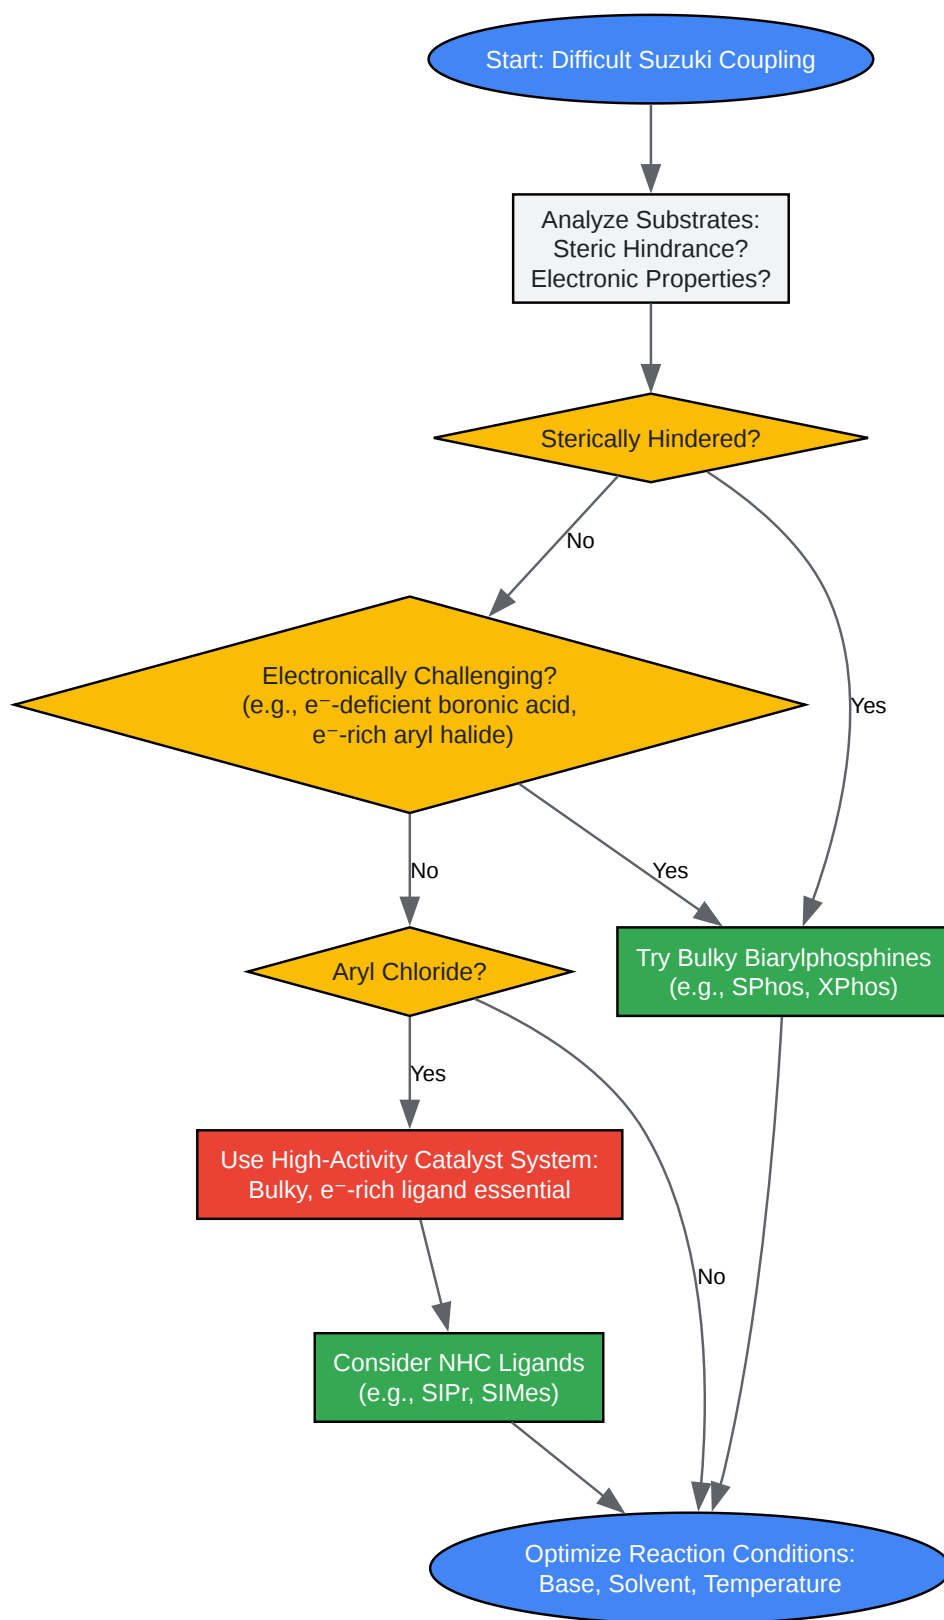 Start: Difficult Suzuki Coupling
Analyze Substrates:
Steric Hindrance?
Electronic Properties?
Sterically Hindered?
No
Yes
Electronically Challenging?
(e.g., e⁻-deficient boronic acid,
e⁻-rich aryl halide)
No
Yes
Try Bulky Biarylphosphines
(e.g., SPhos, XPhos)
Aryl Chloride?
Yes
No
Use High-Activity Catalyst System:
Bulky, e⁻-rich ligand essential
Consider NHC Ligands
(e.g., SIPr, SIMes)
Optimize Reaction Conditions:
Base, Solvent, Temperature